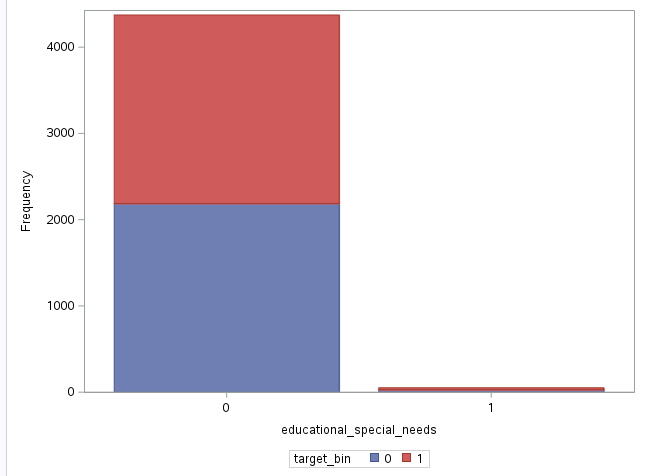 4000
3000
2000
1000
0
Frequency
0 1
educational_special_needs
target_bin 0 1